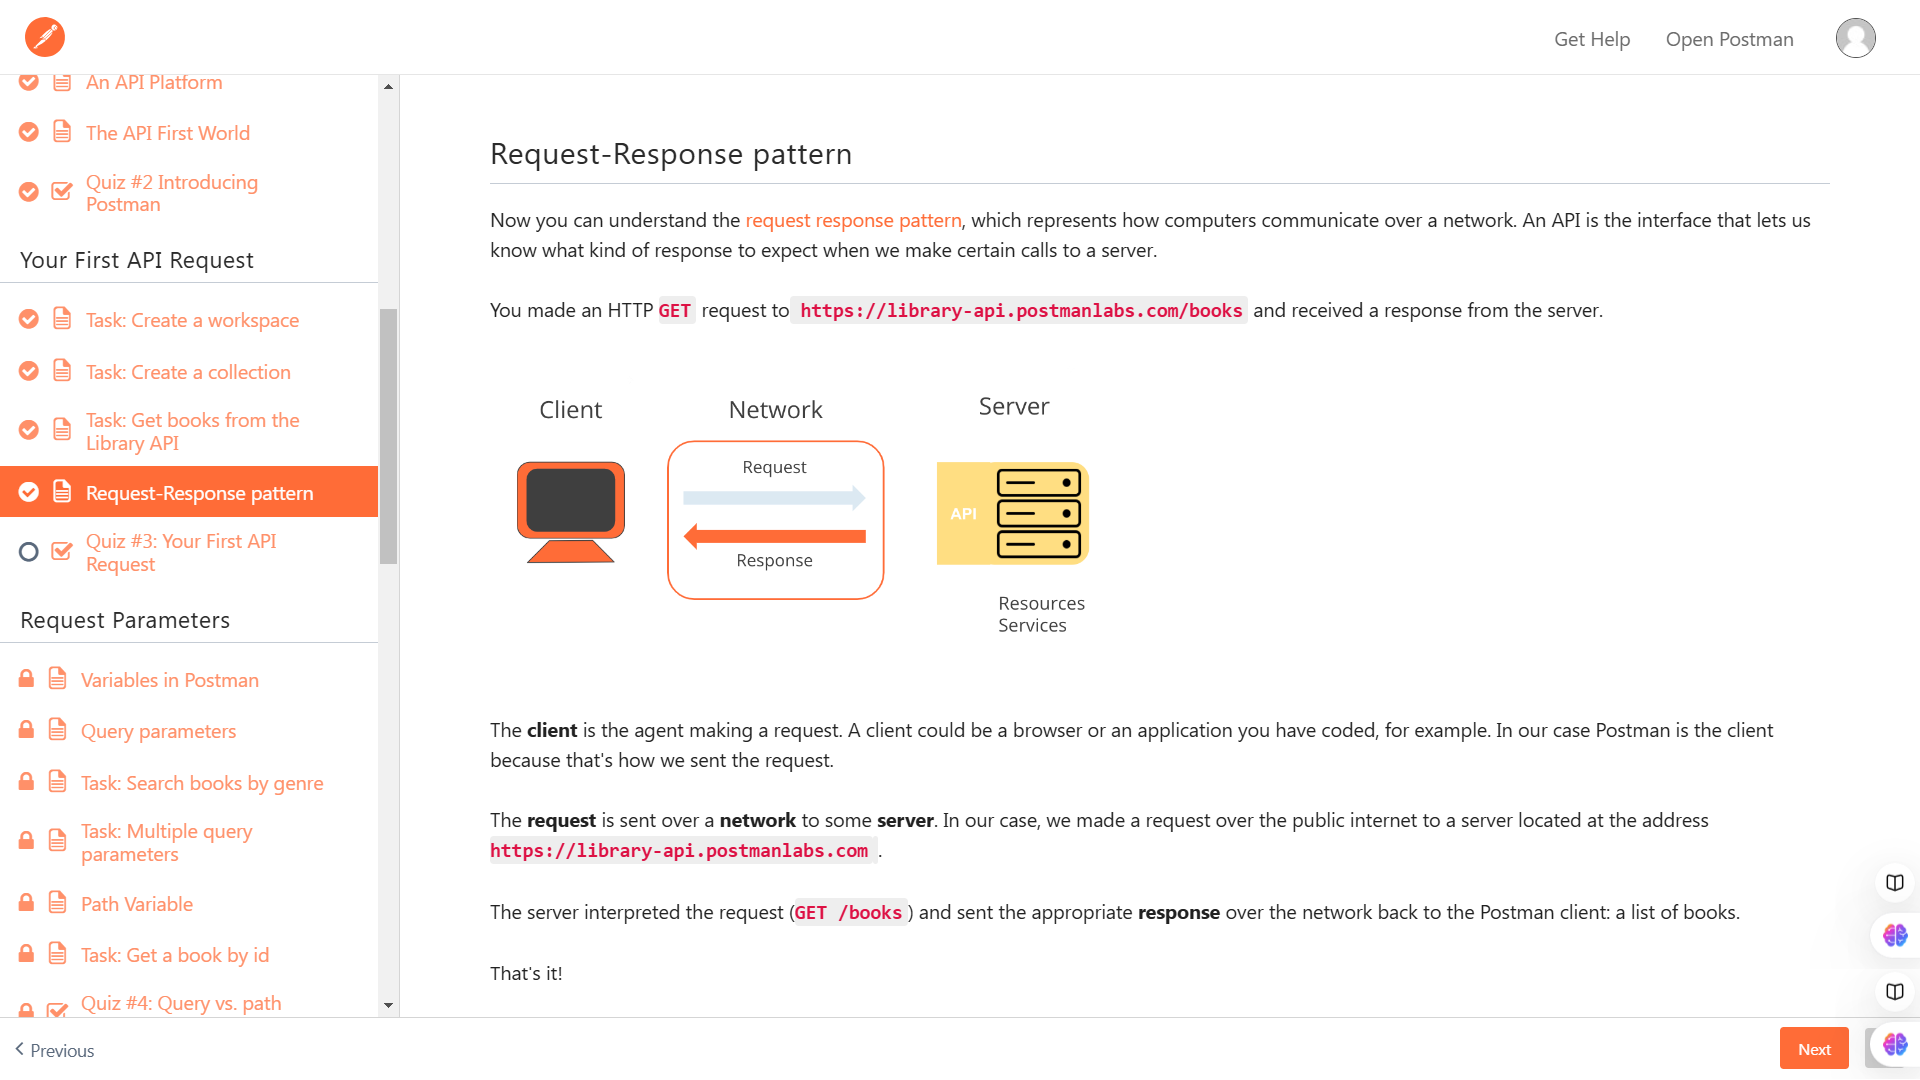 Get Help
Open Postman
An API Platform
The API First World
Quiz #2 Introducing
Postman
Your First API Request
Task: Create a workspace
Task: Create a collection
Task: Get books from the
Library API
Request-Response pattern
Quiz #3: Your First API
Request
Request Parameters
Variables in Postman
Query parameters
Task: Search books by genre
Task: Multiple query
parameters
Path Variable
Task: Get a book by id
Quiz #4: Query vs. path
Request-Response pattern
Now you can understand the request response pattern, which represents how computers communicate over a network. An API is the interface that lets us
know what kind of response to expect when we make certain calls to a server.
You made an HTTP GET request to https://library-api.postmanlabs.com/books and received a response from the server.
Client
Network
Server
Request
Response
API
Resources
Services
The client is the agent making a request. A client could be a browser or an application you have coded, for example. In our case Postman is the client
because that's how we sent the request.
The request is sent over a network to some server. In our case, we made a request over the public internet to a server located at the address
https://library-api.postmanlabs.com .
The server interpreted the request (GET /books) and sent the appropriate response over the network back to the Postman client: a list of books.
That's it!
Previous
Next